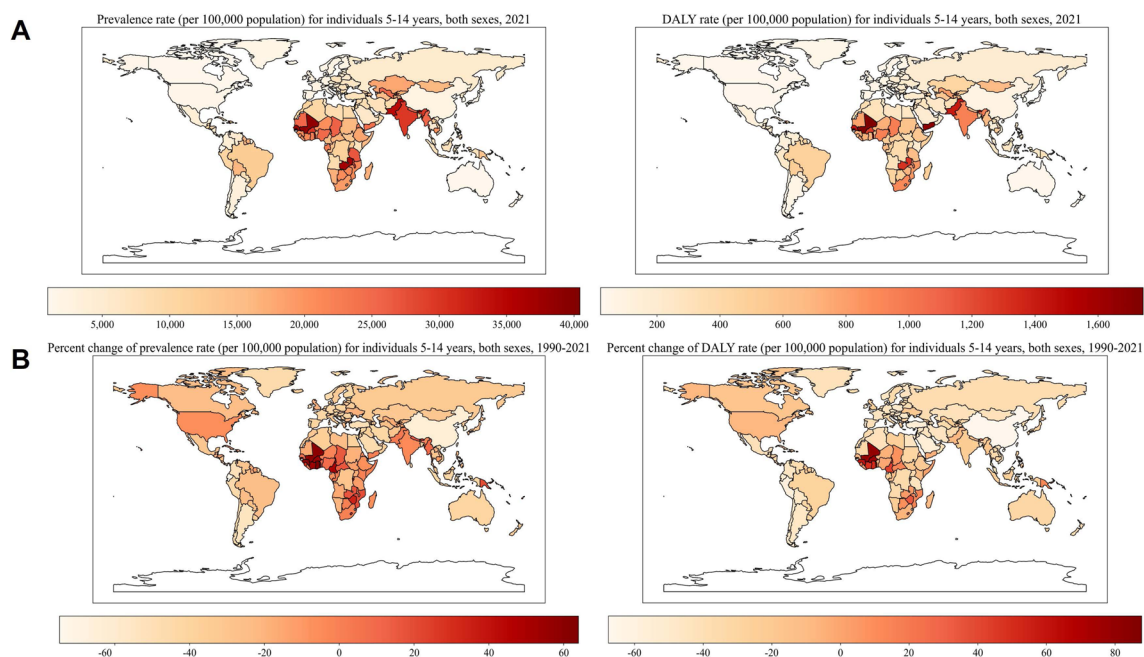 A
Prevalence rate (per 100,000 population) for individuals 5-14 years, both sexes, 2021
DALY rate (per 100,000 population) for individuals 5-14 years, both sexes, 2021
5,000 10,000 15,000 20,000 25,000 30,000 35,000 40,000
200 400 600 800 1,000 1,200 1,400 1,600
B
Percent change of prevalence rate (per 100,000 population) for individuals 5-14 years, both sexes, 1990-2021
Percent change of DALY rate (per 100,000 population) for individuals 5-14 years, both sexes, 1990-2021
-60 -40 -20 0 20 40 60
-60 -40 -20 0 20 40 60 80